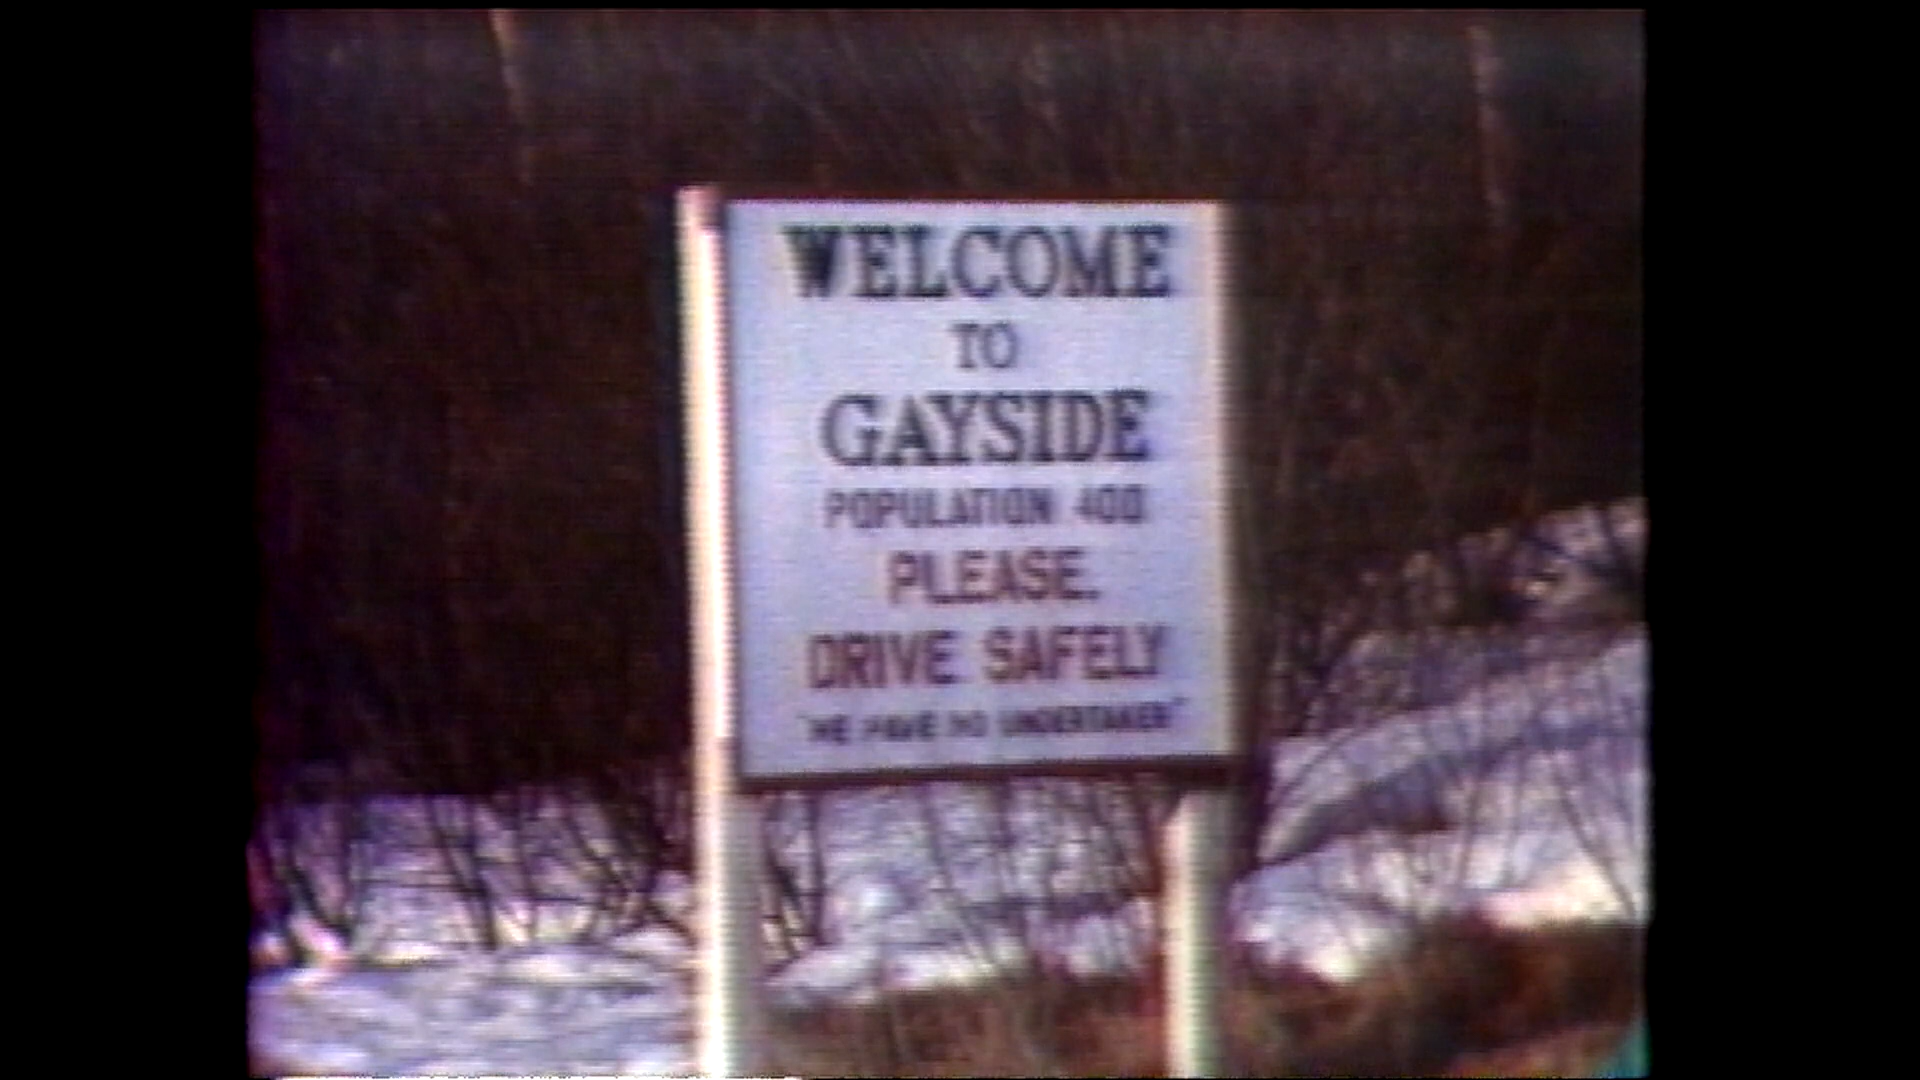 WELCOME
TO
GAYSIDE
POPULATION 400
PLEASE.
DRIVE SAFELY
"WE HAVE NO UNDERTAKER"